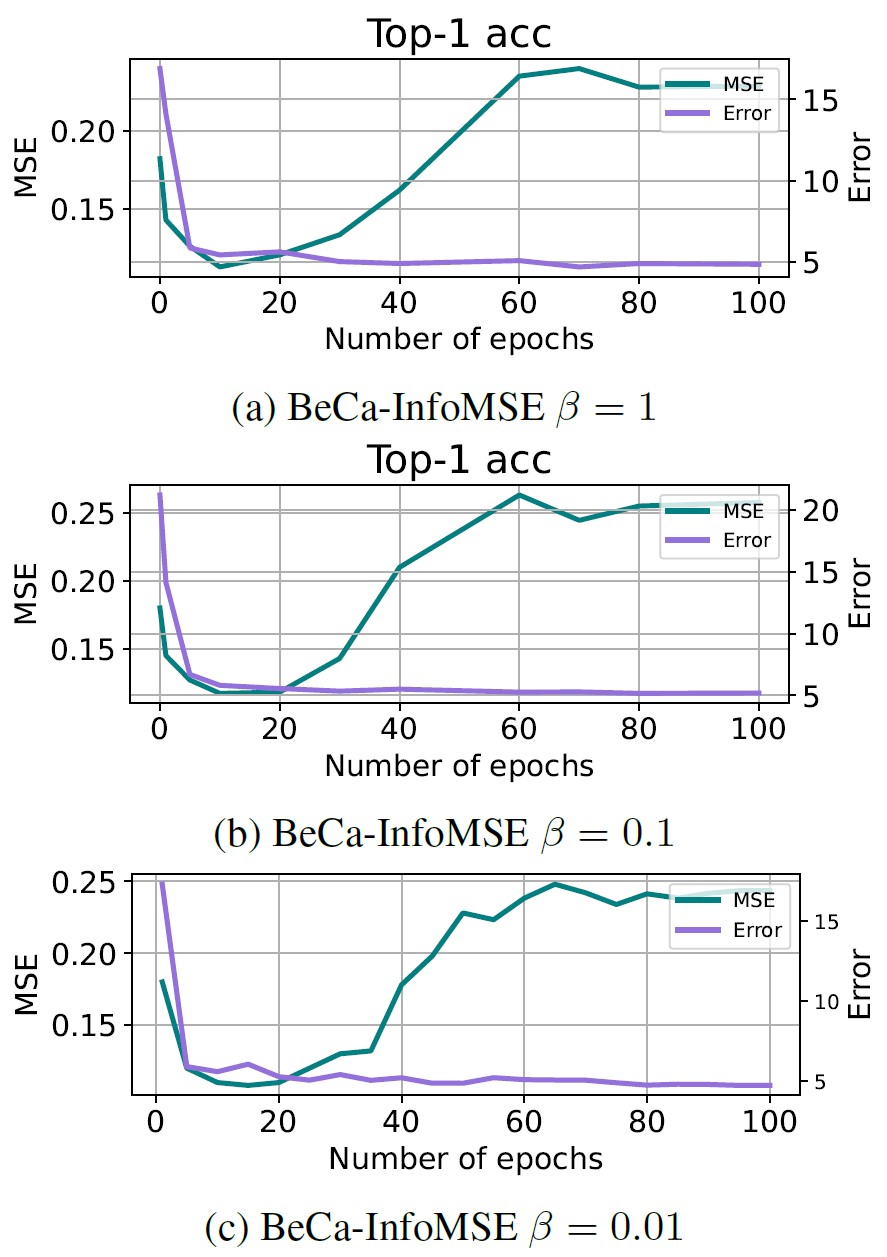 Top-1 acc
MSE
0.20
0.15
MSE
Error
15
10
5
Error
0 20 40 60 80 100
Number of epochs
(a) BeCa-InfoMSE β = 1
Top-1 acc
MSE
0.25
0.20
0.15
MSE
Error
20
15
10
5
Error
0 20 40 60 80 100
Number of epochs
(b) BeCa-InfoMSE β = 0.1
MSE
0.25
0.20
0.15
MSE
Error
15
10
5
Error
0 20 40 60 80 100
Number of epochs
(c) BeCa-InfoMSE β = 0.01